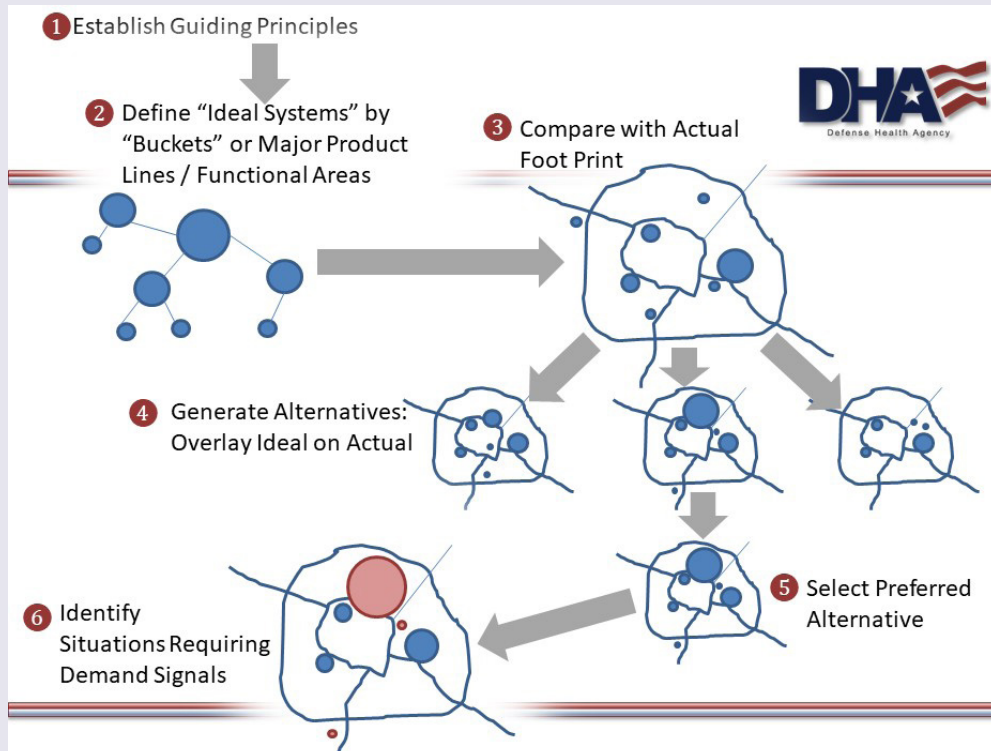 1 Establish Guiding Principles
2 Define “Ideal Systems” by
“Buckets” or Major Product
Lines / Functional Areas
3 Compare with Actual
Foot Print
DHA
Defense Health Agency
4 Generate Alternatives:
Overlay Ideal on Actual
5 Select Preferred
Alternative
6 Identify
Situations Requiring
Demand Signals